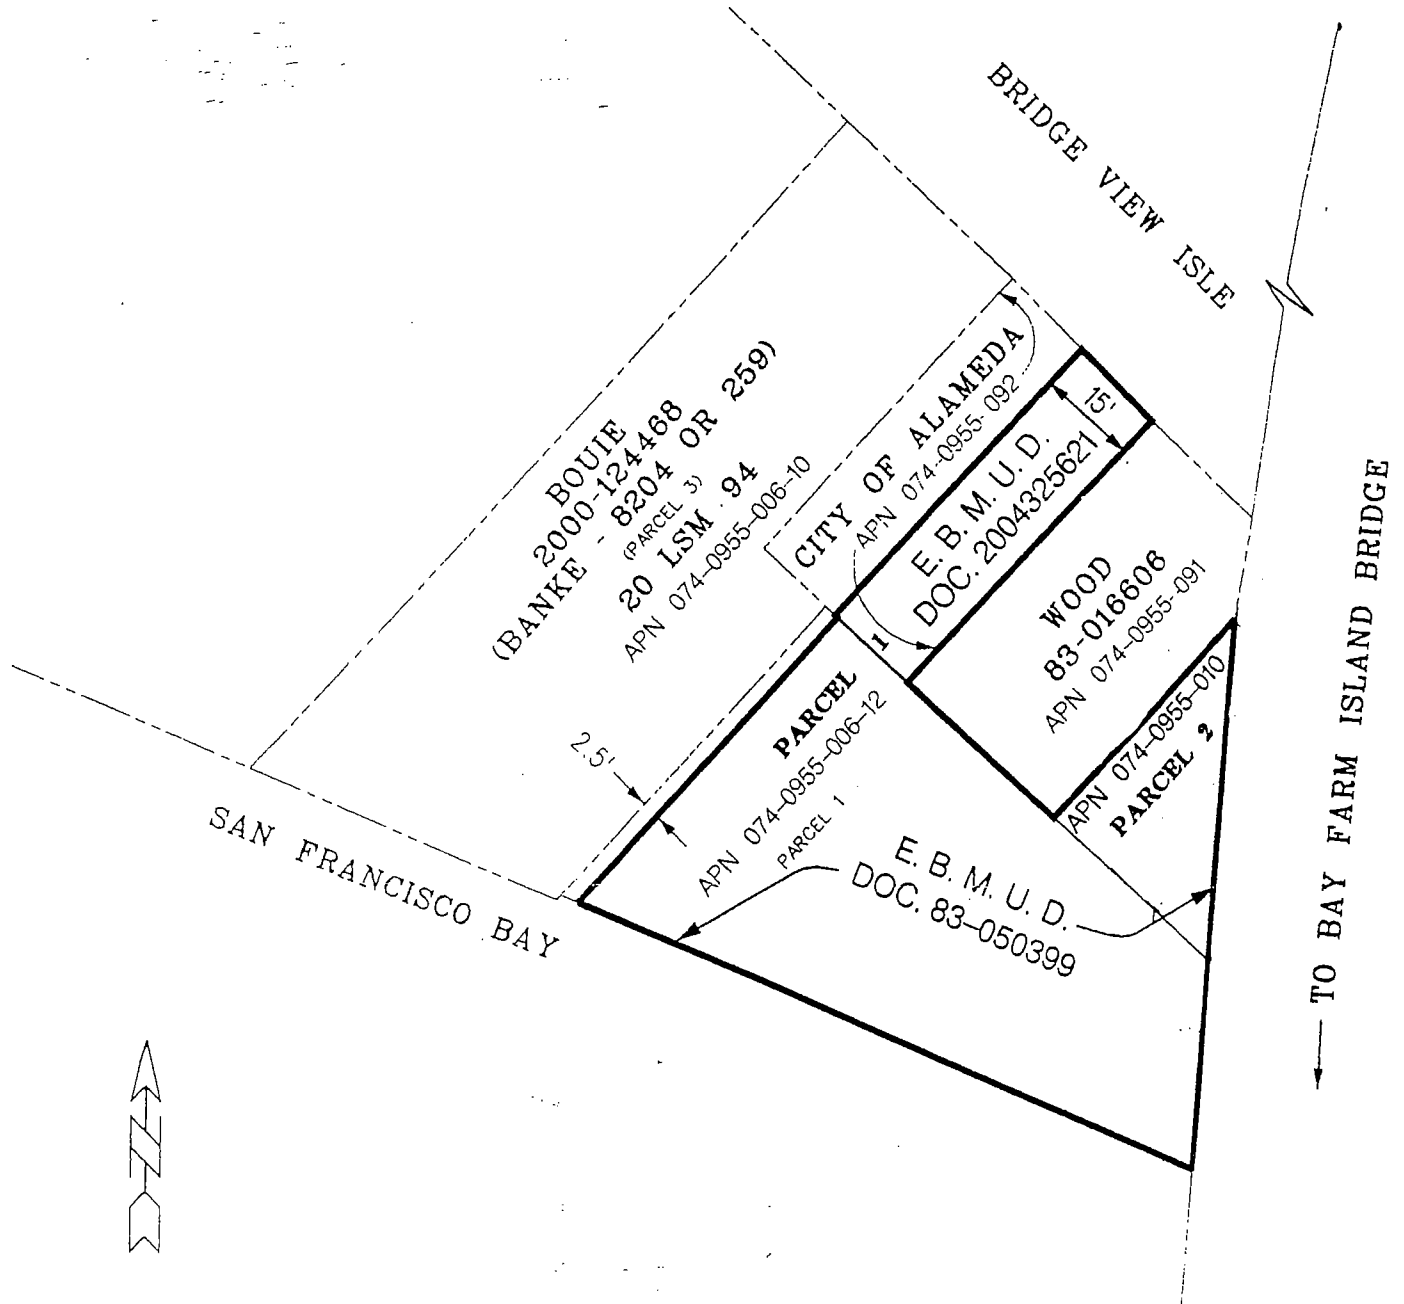 BRIDGE VIEW ISLE
BOUIE
2000-124468
(BANKE - 8204 OR 259)
(PARCEL 3)
20 LSM 94
APN 074-0955-006-10
CITY OF ALAMEDA
APN 074-0955-092
15'
E. B. M. U. D.
DOC. 2004325621
WOOD
83-016606
APN 074-0955-091
APN 074-0955-010
PARCEL 2
PARCEL 1
APN 074-0955-006-12
PARCEL 1
2.5'
E. B. M. U. D.
DOC. 83-050399
SAN FRANCISCO BAY
TO BAY FARM ISLAND BRIDGE
N